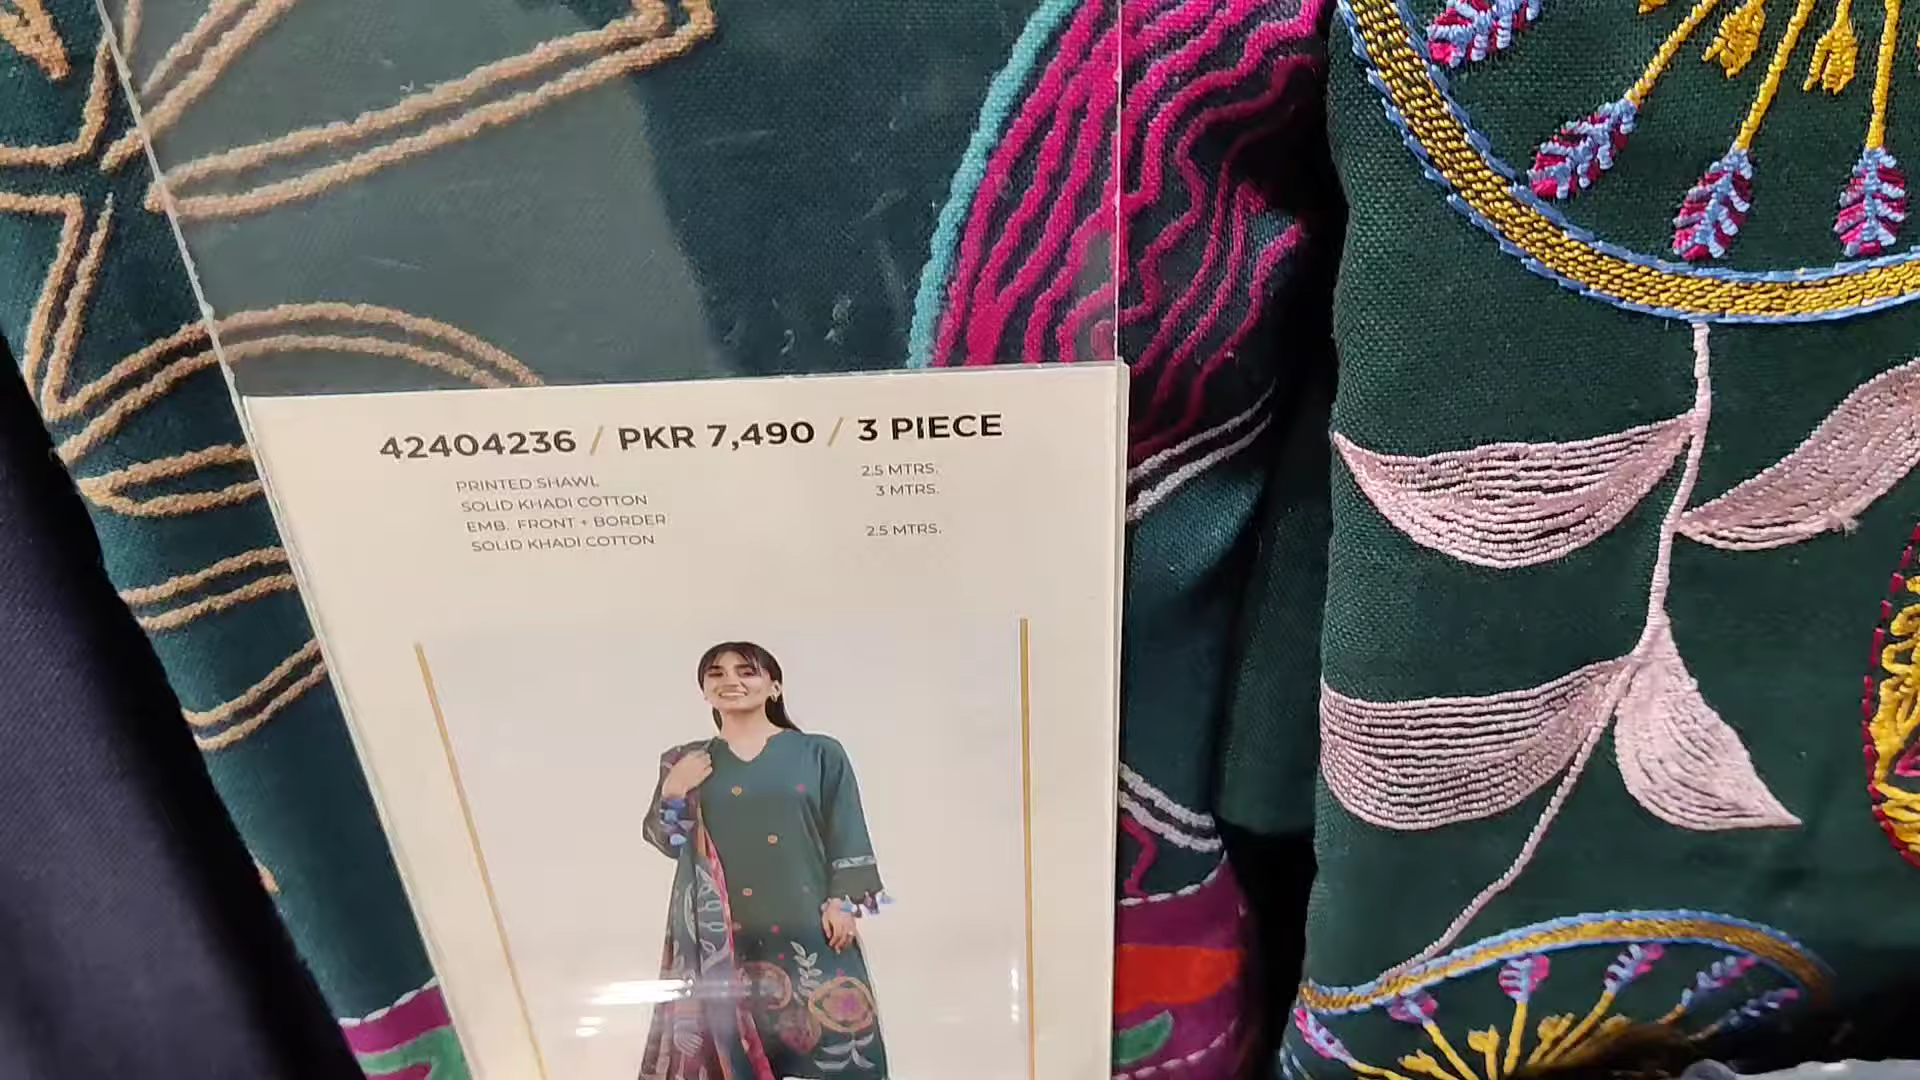 42404236 / PKR 7,490 / 3 PIECE
PRINTED SHAWL 2.5 MTRS.
SOLID KHADI COTTON 3 MTRS.
EMB. FRONT + BORDER
SOLID KHADI COTTON 2.5 MTRS.